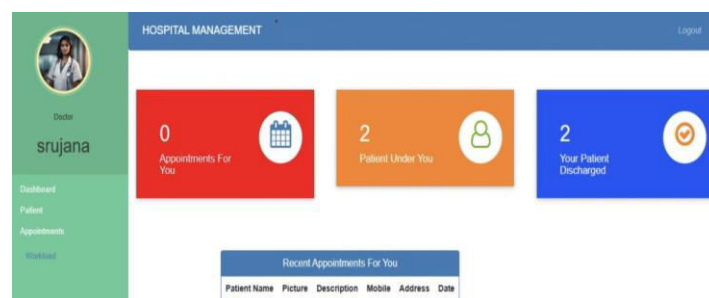 HOSPITAL MANAGEMENT
Logout
Doctor
srujana
Dashboard
Patient
Appointments
Workload
0
Appointments For
You
2
Patient Under You
2
Your Patient
Discharged
Recent Appointments For You
Patient Name Picture Description Mobile Address Date